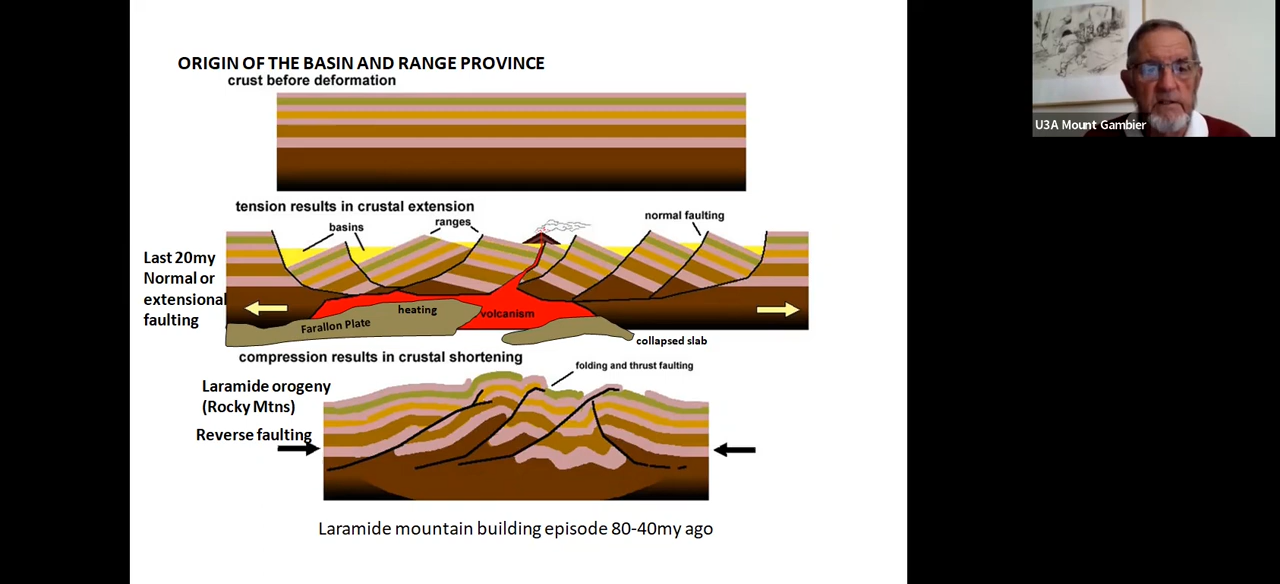 ORIGIN OF THE BASIN AND RANGE PROVINCE
crust before deformation
tension results in crustal extension
basins
ranges
normal faulting
Last 20my
Normal or
extensional
faulting
heating
volcanism
Farallon Plate
collapsed slab
compression results in crustal shortening
folding and thrust faulting
Laramide orogeny
(Rocky Mtns)
Reverse faulting
Laramide mountain building episode 80-40my ago
U3A Mount Gambier